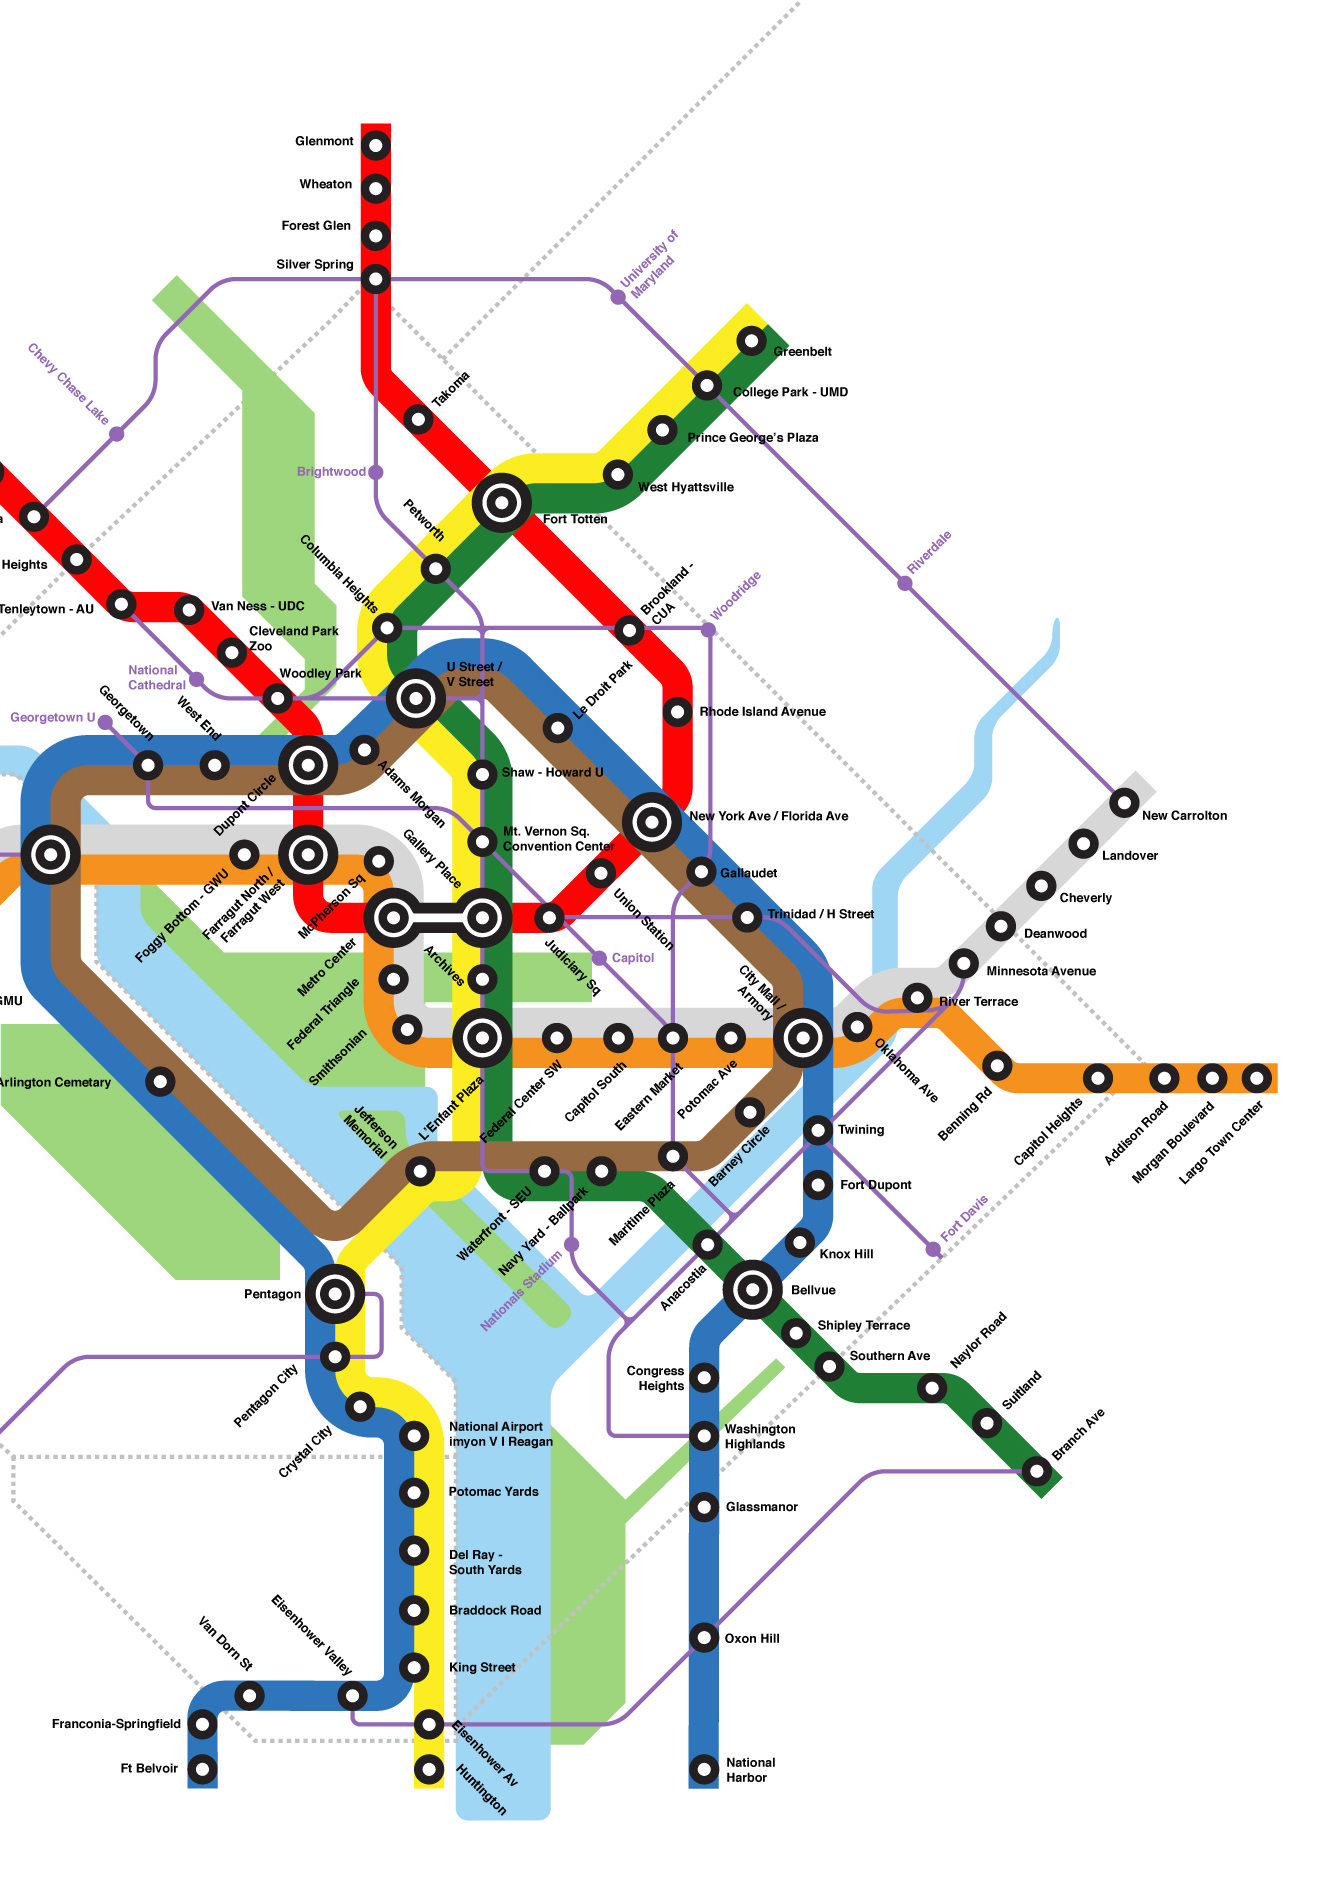 Glenmont
Wheaton
Forest Glen
Silver Spring
University of
Maryland
Chevy Chase Lake
Takoma
Greenbelt
College Park - UMD
Prince George's Plaza
West Hyattsville
Brightwood
Fort Totten
Petworth
Columbia Heights
Brookland -
CUA
Woodridge
Riverdale
a
Heights
Tenleytown - AU
Van Ness - UDC
Cleveland Park
Zoo
Woodley Park
National
Cathedral
Georgetown U
Georgetown
West End
U Street /
V Street
Le Droit Park
Rhode Island Avenue
Dupont Circle
Adams Morgan
Shaw - Howard U
New York Ave / Florida Ave
New Carrolton
Landover
Cheverly
Deanwood
Minnesota Avenue
River Terrace
Gallery Place
Mt. Vernon Sq.
Convention Center
Gallaudet
Trinidad / H Street
Foggy Bottom - GWU
Farragut North /
Farragut West
McPherson Sq
Metro Center
Archives
Union Station
Judiciary Sq
Capitol
City Mall /
Armory
GMU
Federal Triangle
Smithsonian
Arlington Cemetary
Jefferson
Memorial
L'Enfant Plaza
Federal Center SW
Capitol South
Eastern Market
Potomac Ave
Oklahoma Ave
Benning Rd
Capitol Heights
Addison Road
Morgan Boulevard
Largo Town Center
Barney Circle
Twining
Fort Dupont
Fort Davis
Knox Hill
Waterfront - SEU
Navy Yard - Ballpark
Maritime Plaza
Nationals Stadium
Anacostia
Bellvue
Pentagon
Pentagon City
Crystal City
Shipley Terrace
Southern Ave
Naylor Road
Suitland
Branch Ave
Congress
Heights
Washington
Highlands
National Airport
imyon V I Reagan
Potomac Yards
Glassmanor
Del Ray -
South Yards
Braddock Road
King Street
Oxon Hill
Van Dorn St
Eisenhower Valley
Franconia-Springfield
Ft Belvoir
Eisenhower Av
Huntington
National
Harbor